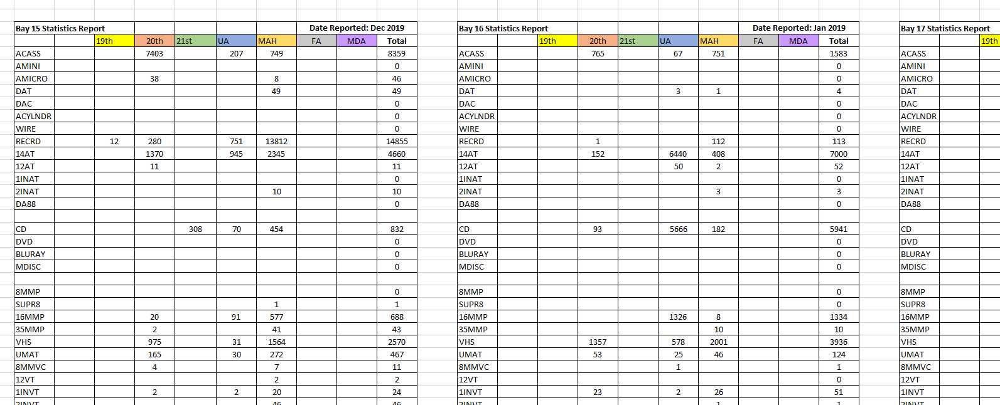 Bay 15 Statistics Report Date Reported: Dec 2019 Bay 16 Statistics Report Date Reported: Jan 2019 Bay 17 Statistics Report
19th 20th 21st UA MAH FA MDA Total 19th 20th 21st UA MAH FA MDA Total 19th
ACASS 7403 207 749 8359 ACASS 765 67 751 1583 ACASS
AMINI 0 AMINI 0 AMINI
AMICRO 38 8 46 AMICRO 0 AMICRO
DAT 49 49 DAT 3 1 4 DAT
DAC 0 DAC 0 DAC
ACYLNDR 0 ACYLNDR 0 ACYLNDR
WIRE 0 WIRE 0 WIRE
RECRD 12 280 751 13812 14855 RECRD 1 112 113 RECRD
14AT 1370 945 2345 4660 14AT 152 6440 408 7000 14AT
12AT 11 11 12AT 50 2 52 12AT
1INAT 0 1INAT 0 1INAT
2INAT 10 10 2INAT 3 3 2INAT
DA88 0 DA88 0 DA88
CD 308 70 454 832 CD 93 5666 182 5941 CD
DVD 0 DVD 0 DVD
BLURAY 0 BLURAY 0 BLURAY
MDISC 0 MDISC 0 MDISC
8MMP 0 8MMP 0 8MMP
SUPR8 1 1 SUPR8 0 SUPR8
16MMP 20 91 577 688 16MMP 1326 8 1334 16MMP
35MMP 2 41 43 35MMP 10 10 35MMP
VHS 975 31 1564 2570 VHS 1357 578 2001 3936 VHS
UMAT 165 30 272 467 UMAT 53 25 46 124 UMAT
8MMVC 4 7 11 8MMVC 1 1 8MMVC
12VT 2 2 12VT 0 12VT
1INVT 2 2 20 24 1INVT 23 2 26 51 1INVT
2INVT 46 46 2INVT 1 1 2INVT